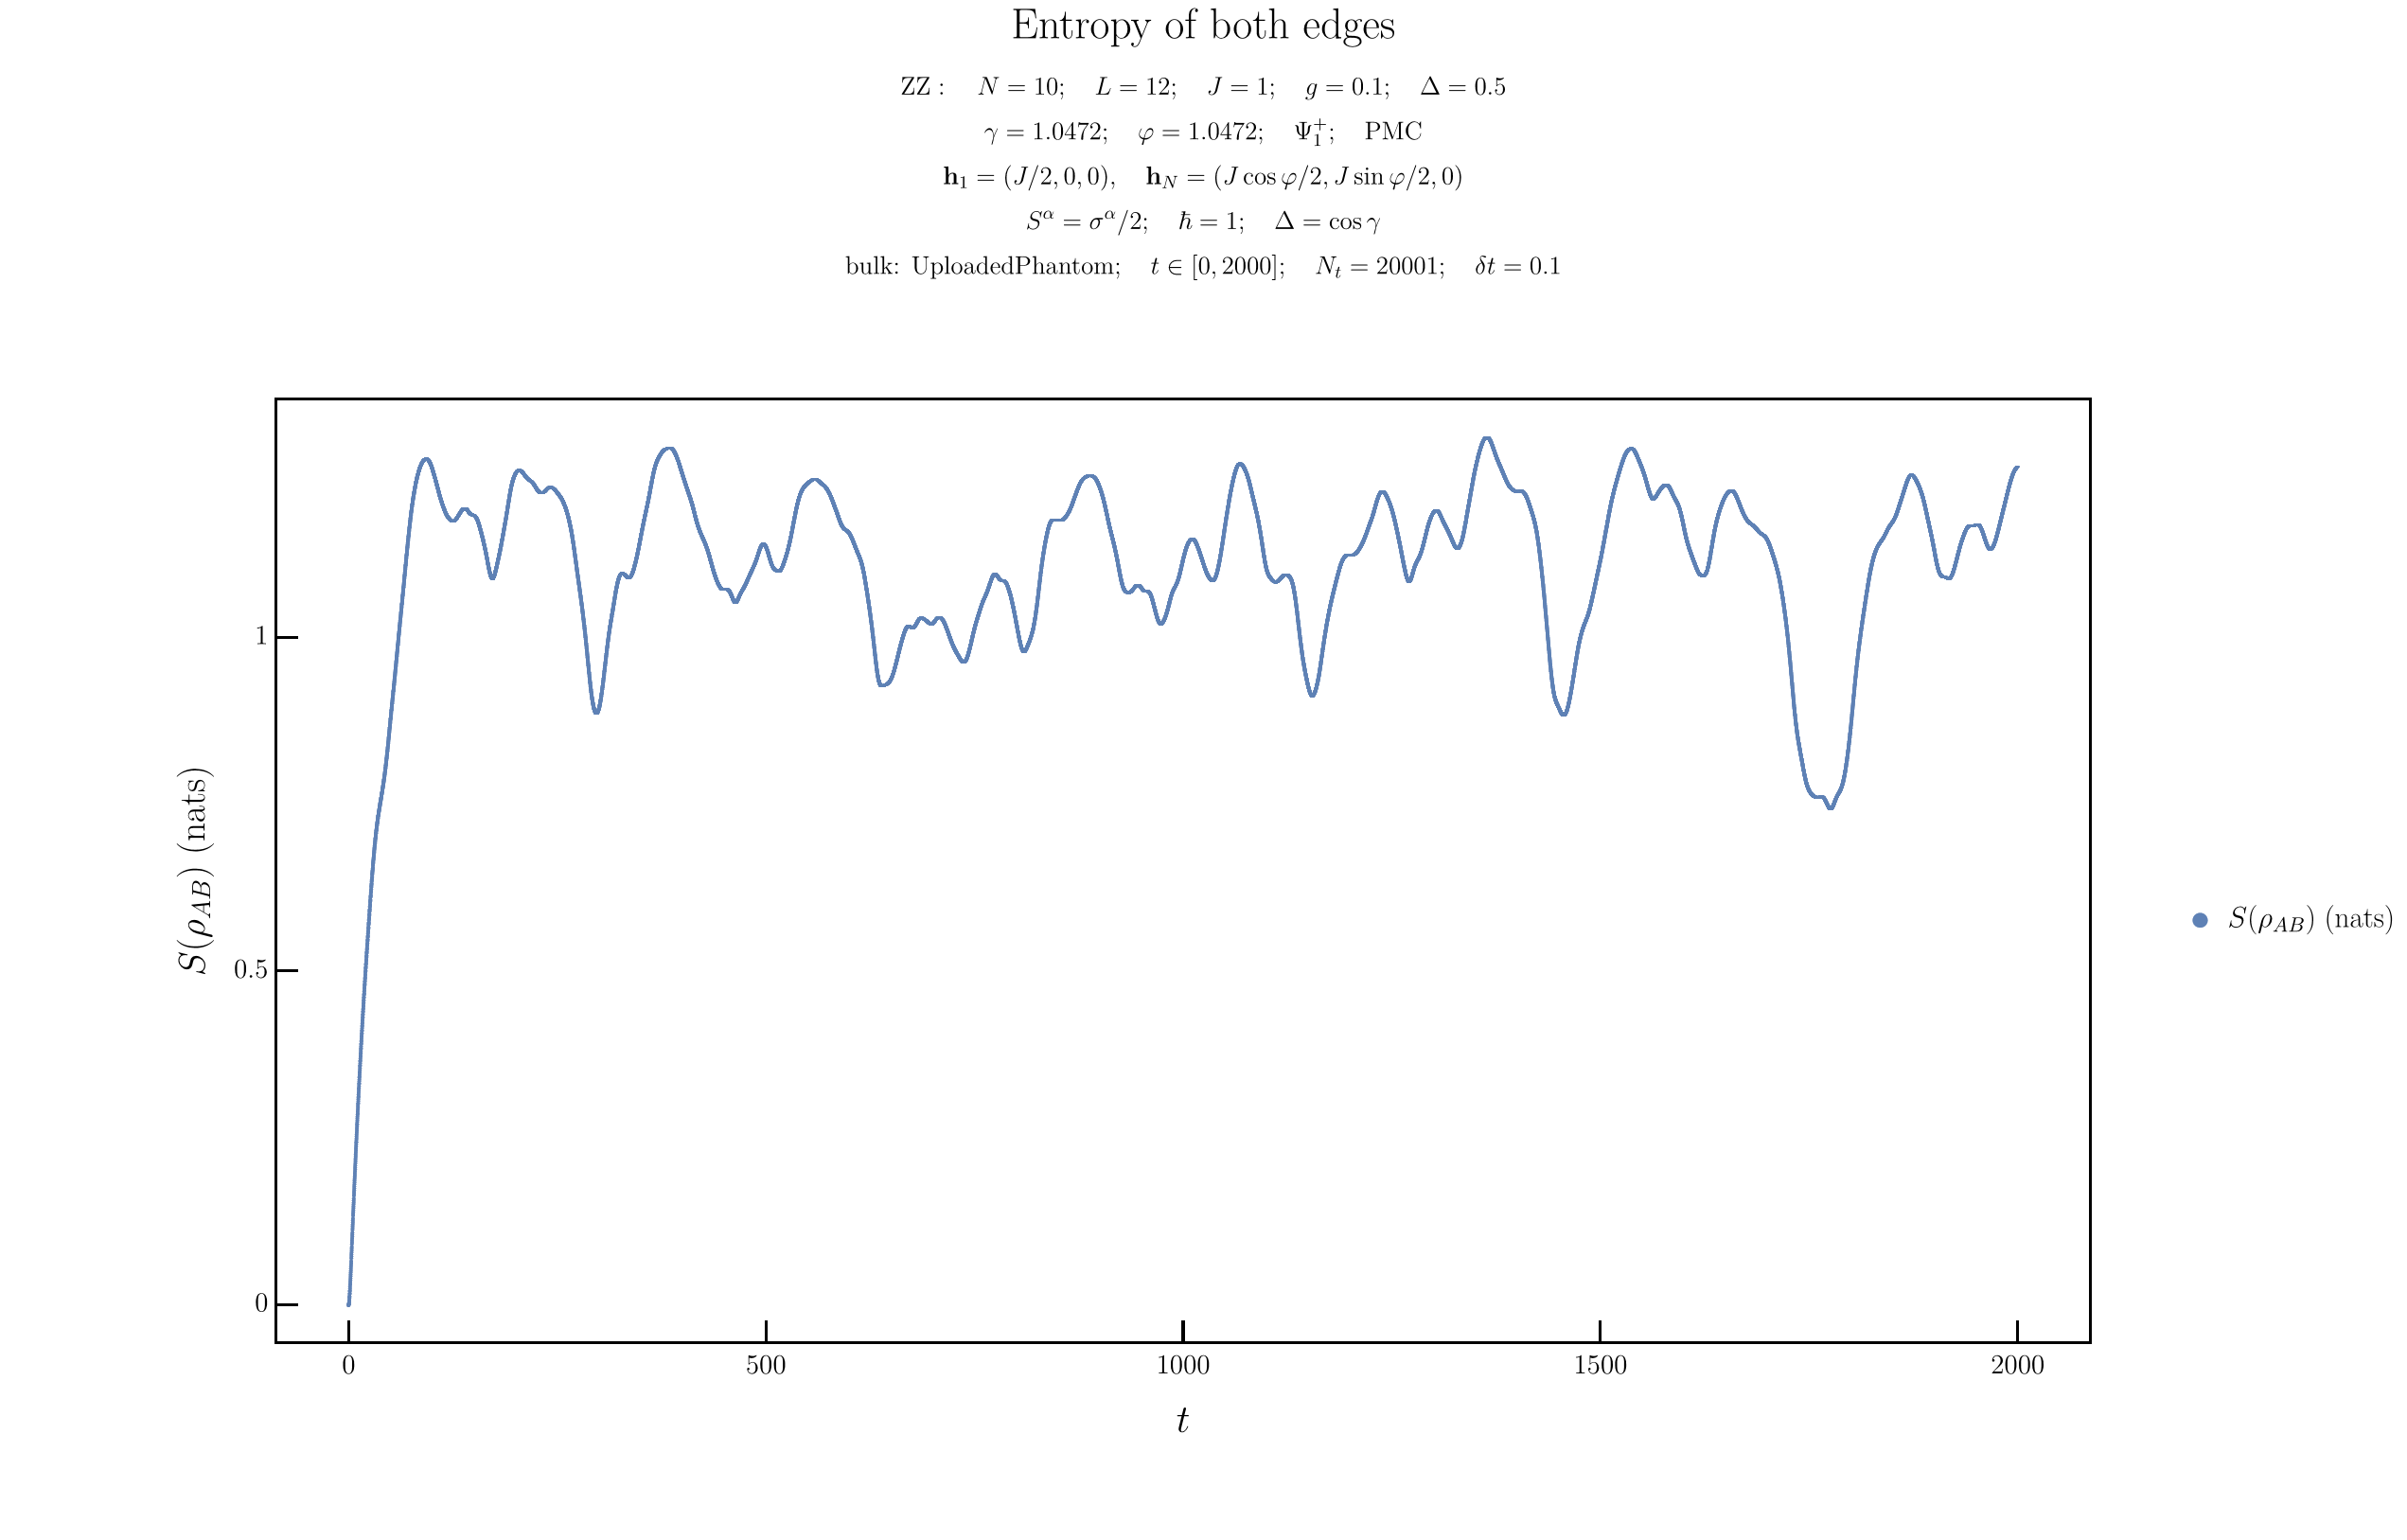 Entropy of both edges
ZZ : N = 10; L = 12; J = 1; g = 0.1; Δ = 0.5
γ = 1.0472; φ = 1.0472; Ψ₁⁺; PMC
h₁ = (J/2, 0, 0), h_N = (J cos φ/2, J sin φ/2, 0)
S^α = σ^α/2; ħ = 1; Δ = cos γ
bulk: UploadedPhantom; t ∈ [0, 2000]; N_t = 20001; δt = 0.1
S(ρ_AB) (nats)
1
0.5
0
0 500 1000 1500 2000
t
S(ρ_AB) (nats)